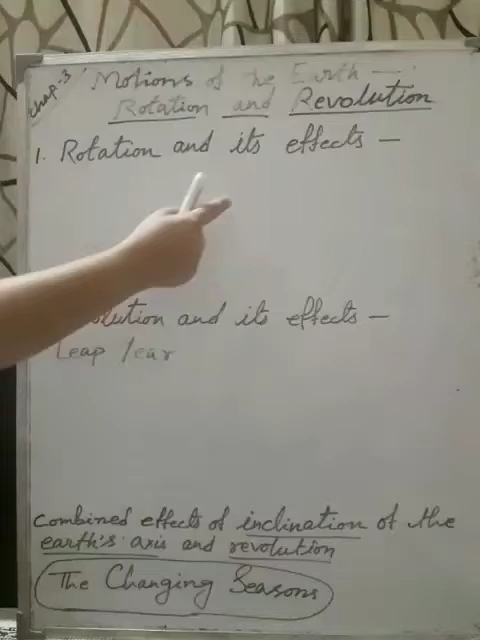 Chap. 3
Motions of the Earth —
Rotation and Revolution
1. Rotation and its effects —
and its effects —
Leap Year
Combined effects of inclination of the
earth's axis and revolution
The Changing Seasons